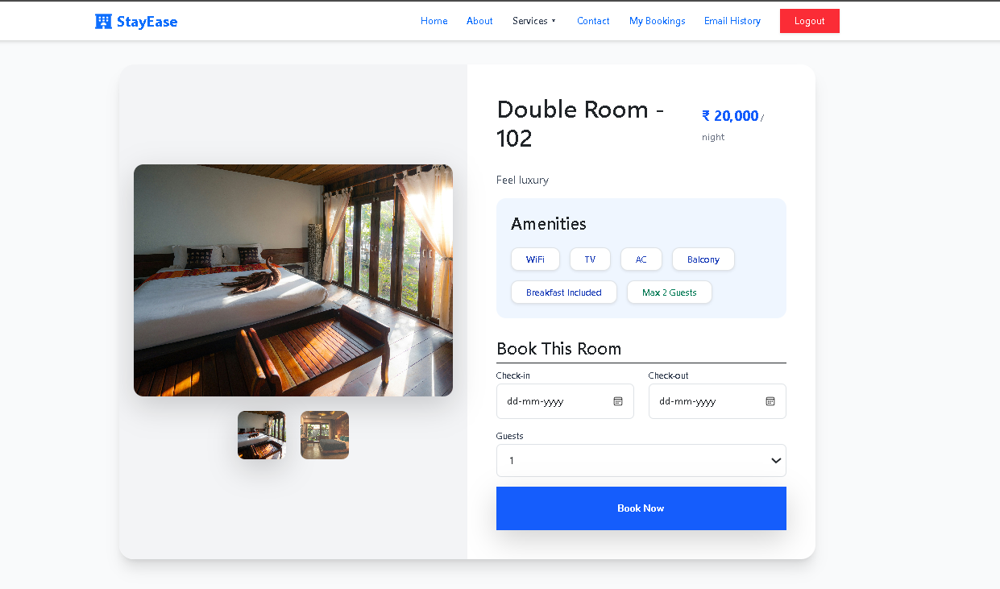 StayEase
Home About Services ▼ Contact My Bookings Email History Logout
Double Room -
102
₹ 20,000 /
night
Feel luxury
Amenities
WiFi TV AC Balcony
Breakfast Included Max 2 Guests
Book This Room
Check-in Check-out
dd-mm-yyyy dd-mm-yyyy
Guests
1
Book Now